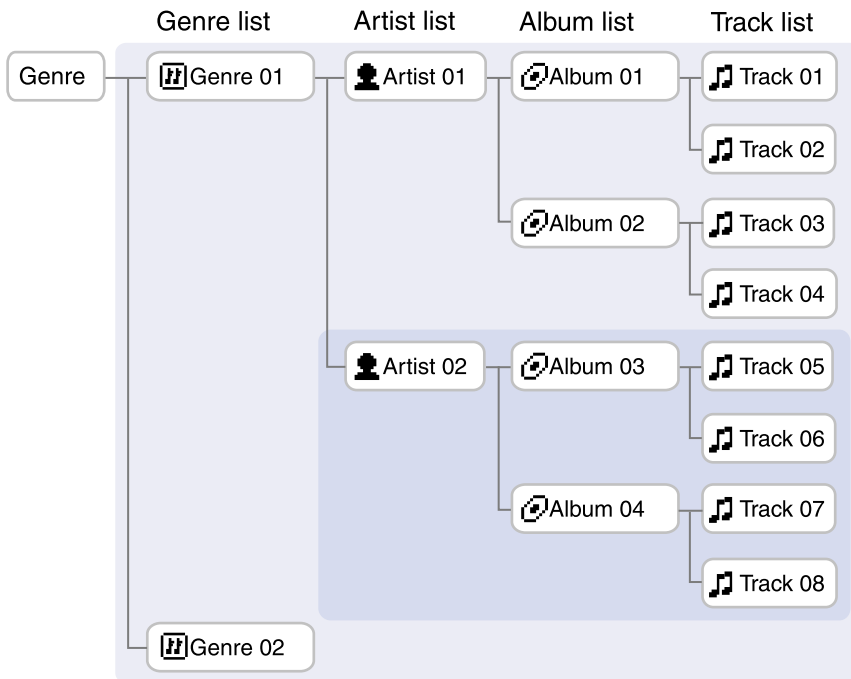 Genre list Artist list Album list Track list
Genre Genre 01 Artist 01 Album 01 Track 01
Track 02
Album 02 Track 03
Track 04
Artist 02 Album 03 Track 05
Track 06
Album 04 Track 07
Track 08
Genre 02